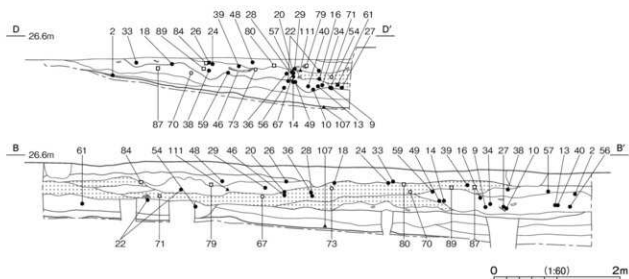 20 79 71
39 48 28 29 16 61
D 2 33 18 84 26 80 57 22 111 40 34 54 D'
89 24 27
26.6m
87 38 46 36 67 49 107 9
70 59 73 56 14 10 13
B B'
26.6m 54 48 46 26 28 18 33 49 39 9 27 10 13 2
61 84 111 29 20 36 107 24 59 14 16 34 38 57 40 56
22 79 67 73 80 89
71 70 87
0 (1:60) 2m